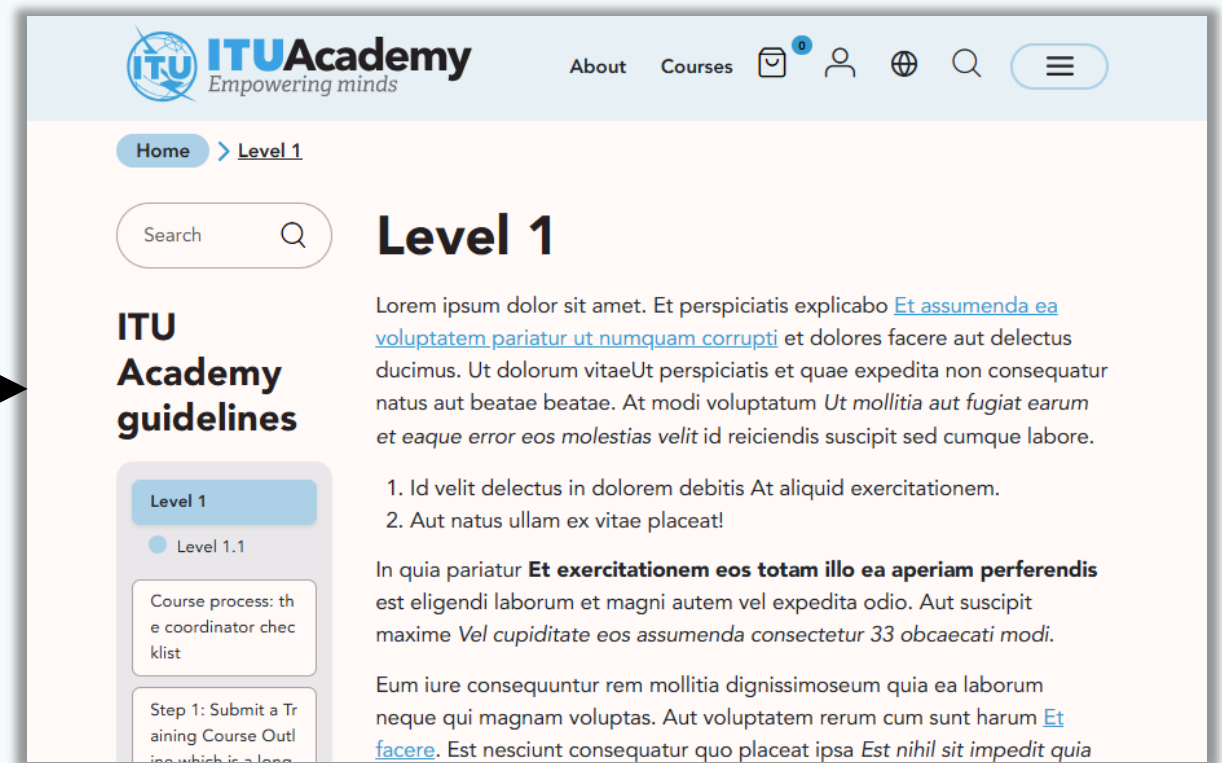 ITU
ITUAcademy
Empowering minds
About Courses 0
Home > Level 1
Search
ITU
Academy
guidelines
Level 1
Level 1.1
Course process: th
e coordinator chec
klist
Step 1: Submit a Tr
aining Course Outl
ine which is a long
Level 1
Lorem ipsum dolor sit amet. Et perspiciatis explicabo Et assumenda ea
voluptatem pariatur ut numquam corrupti et dolores facere aut delectus
ducimus. Ut dolorum vitaeUt perspiciatis et quae expedita non consequatur
natus aut beatae beatae. At modi voluptatum Ut mollitia aut fugiat earum
et eaque error eos molestias velit id reiciendis suscipit sed cumque labore.
1. Id velit delectus in dolorem debitis At aliquid exercitationem.
2. Aut natus ullam ex vitae placeat!
In quia pariatur Et exercitationem eos totam illo ea aperiam perferendis
est eligendi laborum et magni autem vel expedita odio. Aut suscipit
maxime Vel cupiditate eos assumenda consectetur 33 obcaecati modi.
Eum iure consequuntur rem mollitia dignissimoseum quia ea laborum
neque qui magnam voluptas. Aut voluptatem rerum cum sunt harum Et
facere. Est nesciunt consequatur quo placeat ipsa Est nihil sit impedit quia